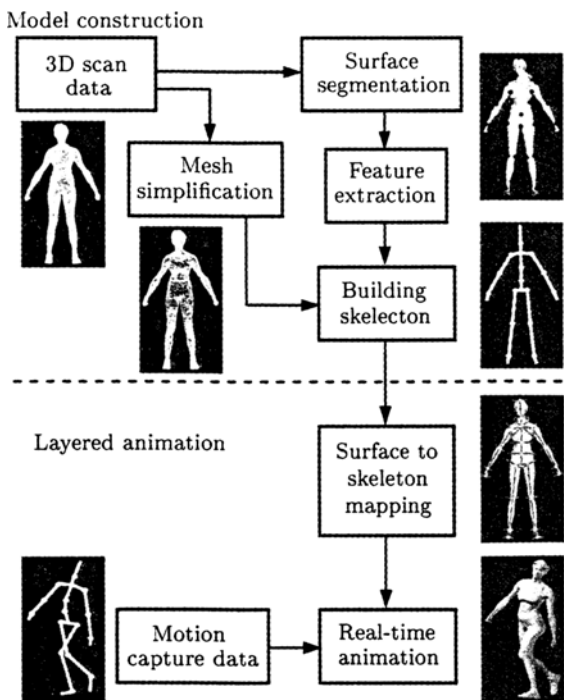 Model construction
3D scan
data
Surface
segmentation
Mesh
simplification
Feature
extraction
Building
skelecton
Layered animation
Surface to
skeleton
mapping
Motion
capture data
Real-time
animation